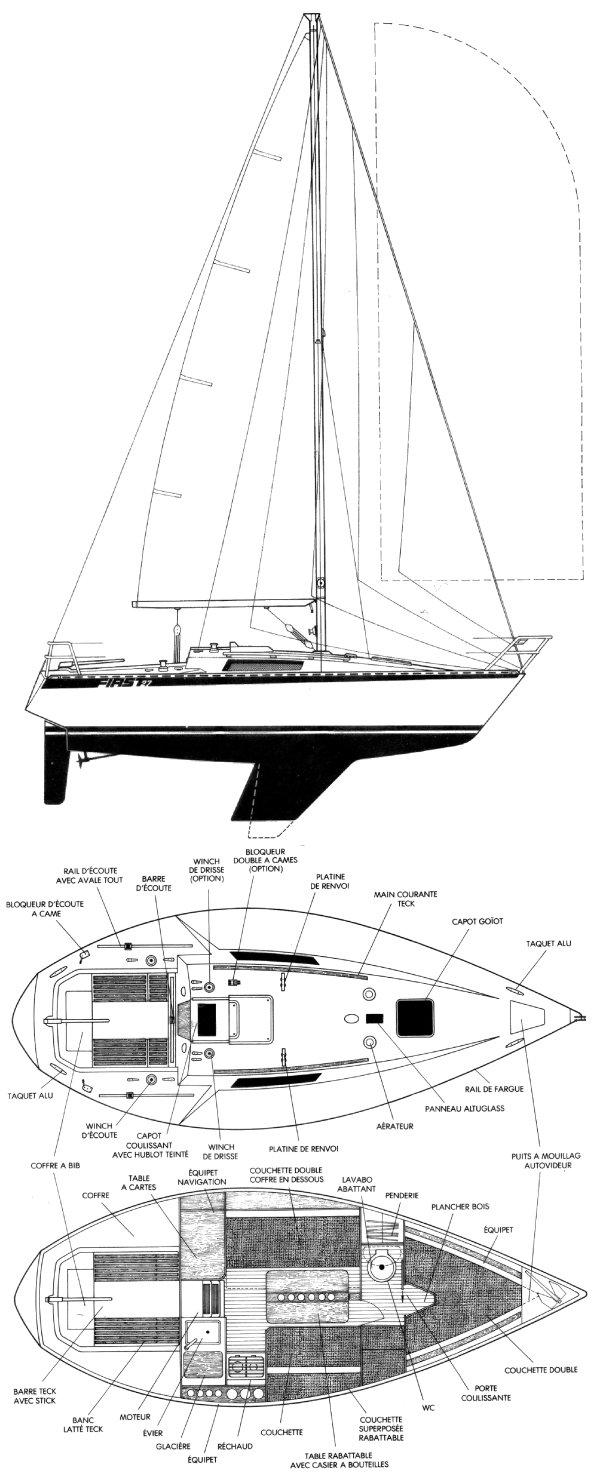 FIRST
BLOQUEUR
DOUBLE A CAMES
(OPTION)
WINCH
DE DRISSE
(OPTION)
RAIL D'ÉCOUTE
AVEC AVALE TOUT
BARRE
D'ÉCOUTE
PLATINE
DE RENVOI
MAIN COURANTE
TECK
BLOQUEUR D'ÉCOUTE
A CAME
CAPOT GOÏOT
TAQUET ALU
TAQUET ALU
RAIL DE FARGUE
PANNEAU ALTUGLASS
AÉRATEUR
WINCH
D'ÉCOUTE
CAPOT
COULISSANT
AVEC HUBLOT TEINTÉ
WINCH
DE DRISSE
PLATINE DE RENVOI
COFFRE A BIB
PUITS A MOUILLAG
AUTOVIDEUR
COFFRE
TABLE
A CARTES
ÉQUIPET
NAVIGATION
COUCHETTE DOUBLE
COFFRE EN DESSOUS
LAVABO
ABATTANT
PENDERIE
PLANCHER BOIS
ÉQUIPET
COUCHETTE DOUBLE
PORTE
COULISSANTE
WC
BARRE TECK
AVEC STICK
BANC
LATTÉ TECK
MOTEUR
ÉVIER
GLACIÈRE
ÉQUIPET
RÉCHAUD
COUCHETTE
COUCHETTE
SUPERPOSÉE
RABATTABLE
TABLE RABATTABLE
AVEC CASIER A BOUTEILLES